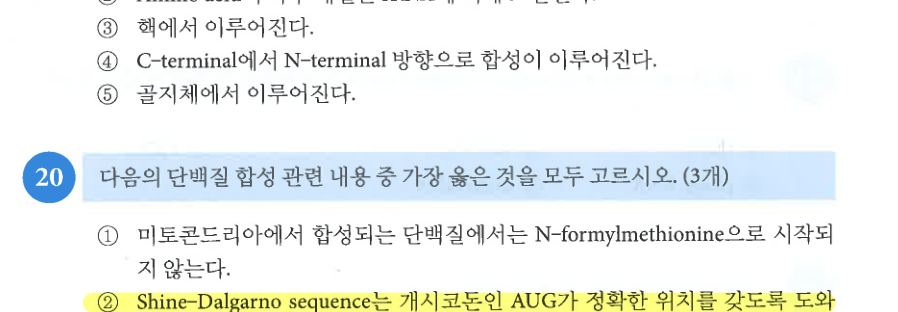 ③ 핵에서 이루어진다.
④ C-terminal에서 N-terminal 방향으로 합성이 이루어진다.
⑤ 골지체에서 이루어진다.
20 다음의 단백질 합성 관련 내용 중 가장 옳은 것을 모두 고르시오. (3개)
① 미토콘드리아에서 합성되는 단백질에서는 N-formylmethionine으로 시작되
지 않는다.
② Shine-Dalgarno sequence는 개시코돈인 AUG가 정확한 위치를 갖도록 도와